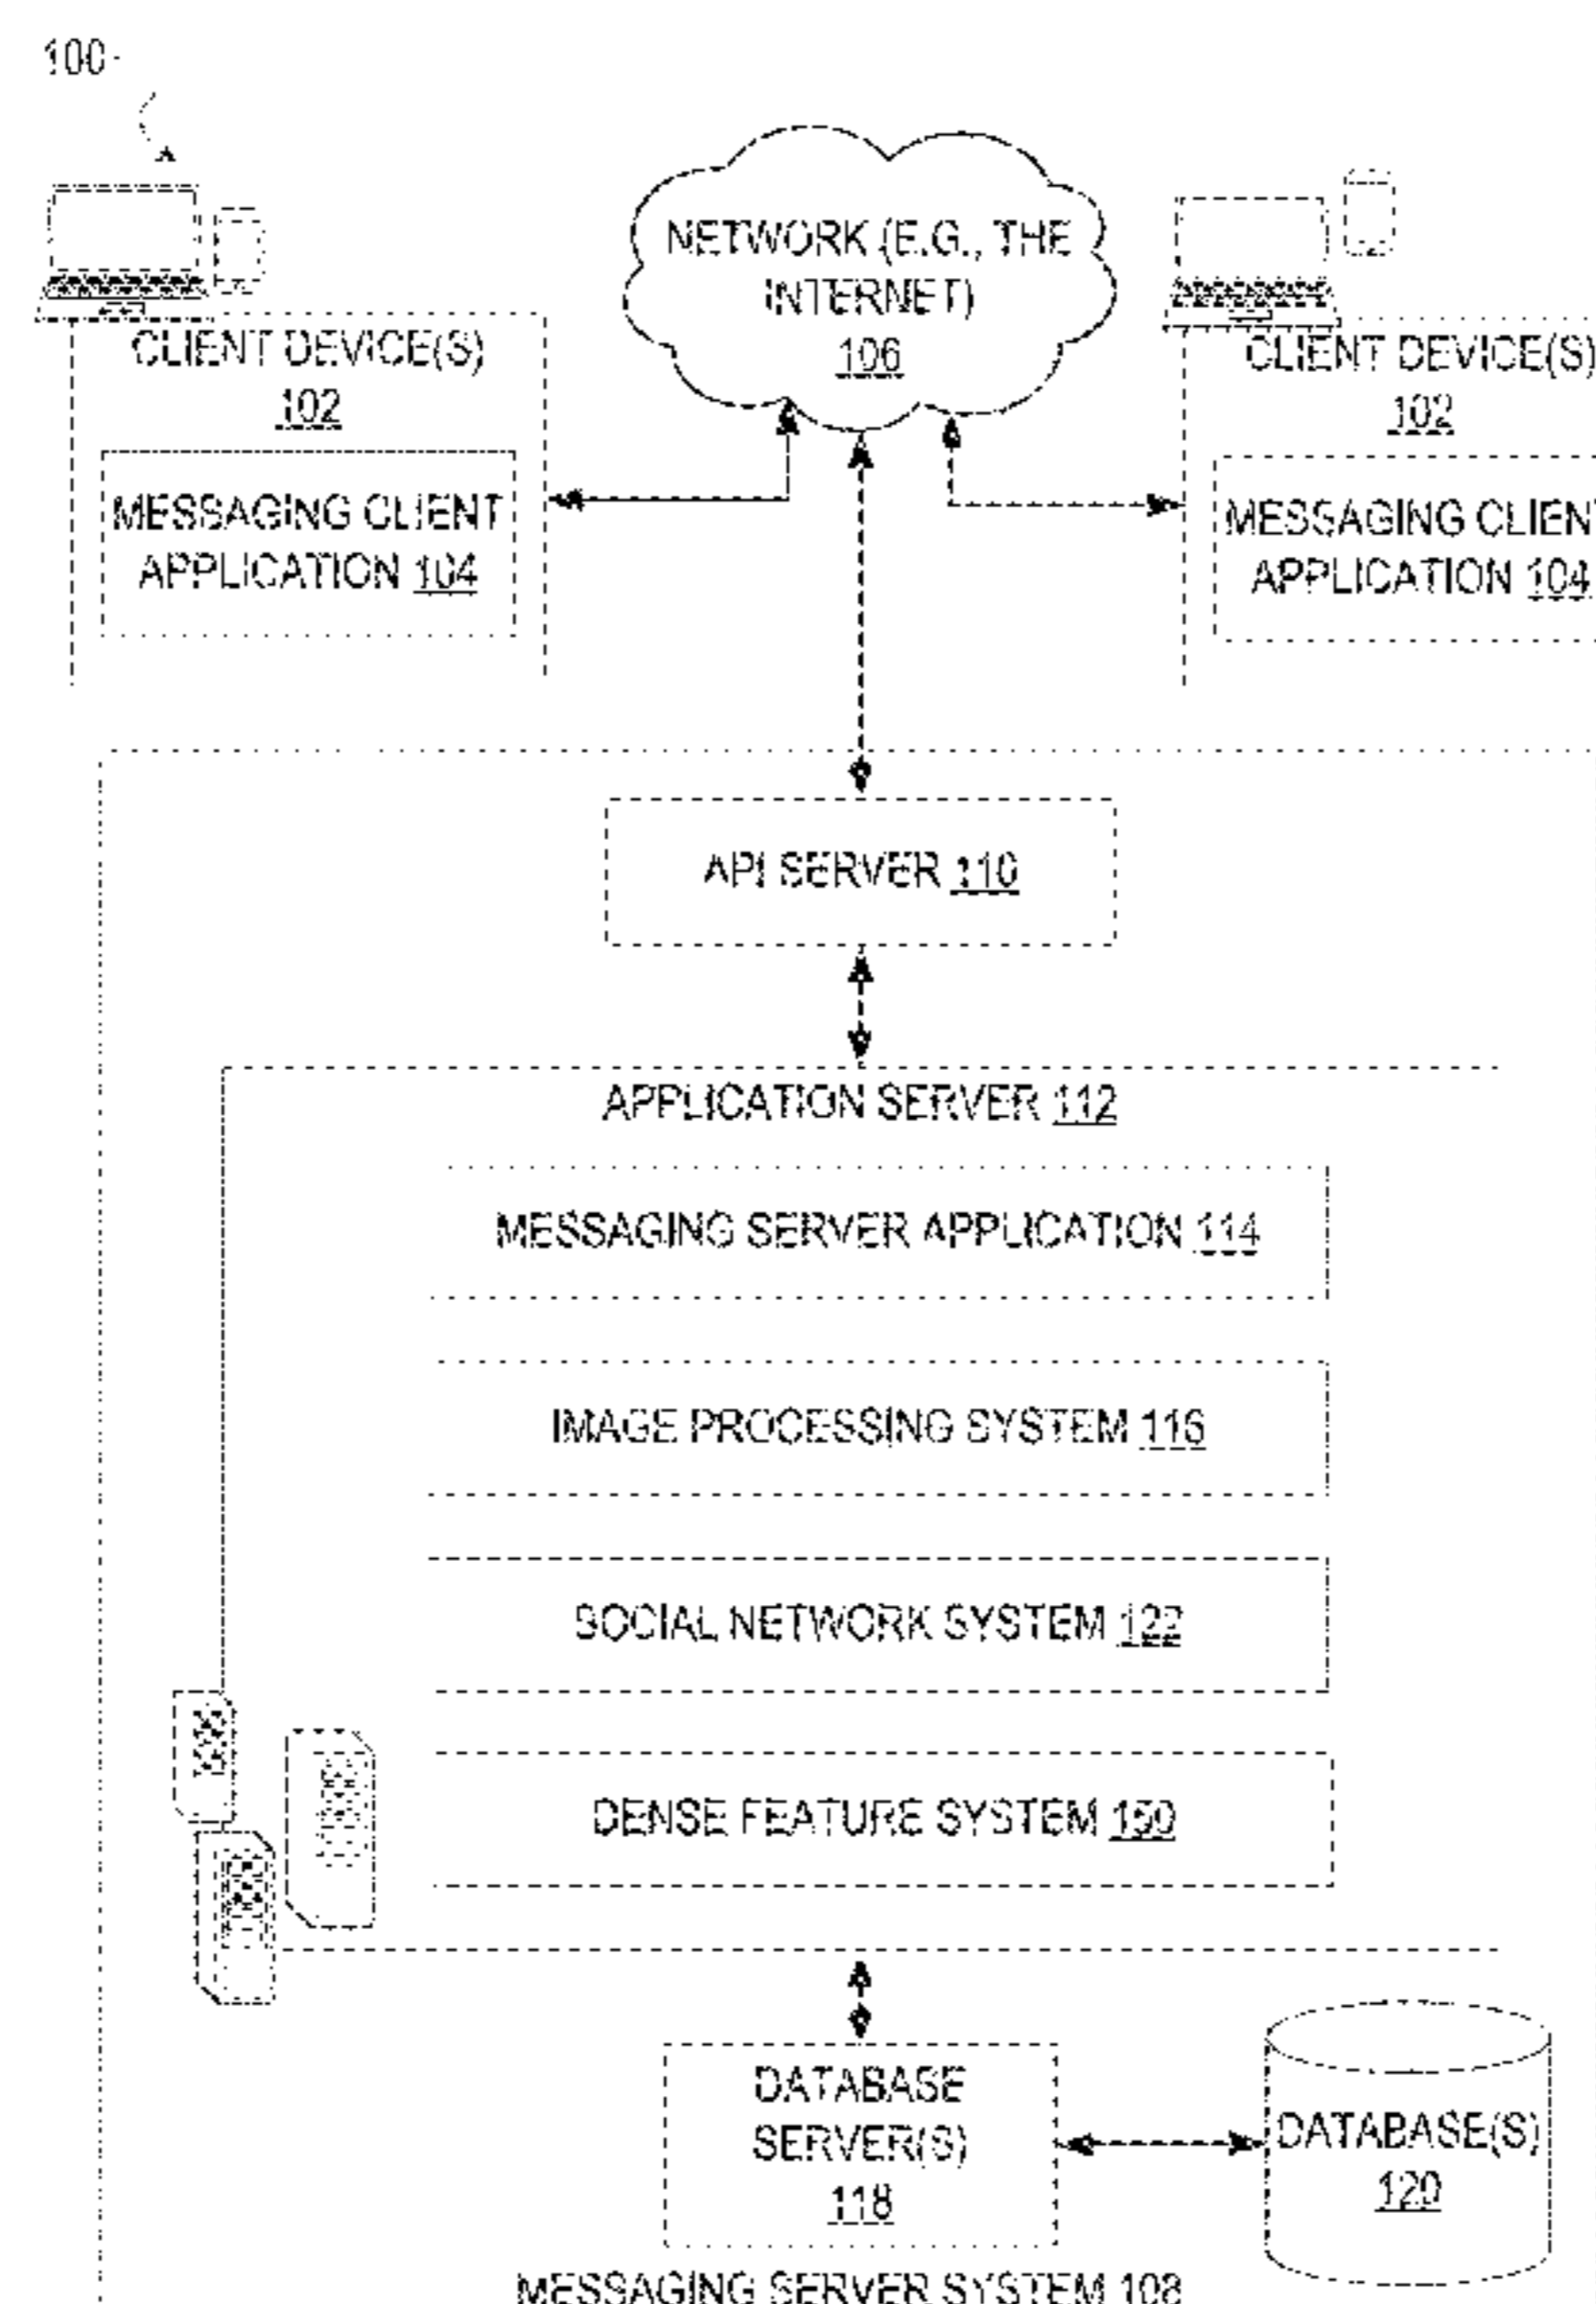 100
NETWORK (E.G., THE
INTERNET)
106
CLIENT DEVICE(S)
102
MESSAGING CLIENT
APPLICATION 104
CLIENT DEVICE(S)
102
MESSAGING CLIENT
APPLICATION 104
API SERVER 110
APPLICATION SERVER 112
MESSAGING SERVER APPLICATION 114
IMAGE PROCESSING SYSTEM 116
SOCIAL NETWORK SYSTEM 122
DENSE FEATURE SYSTEM 150
DATABASE
SERVER(S)
118
DATABASE(S)
120
MESSAGING SERVER SYSTEM 108